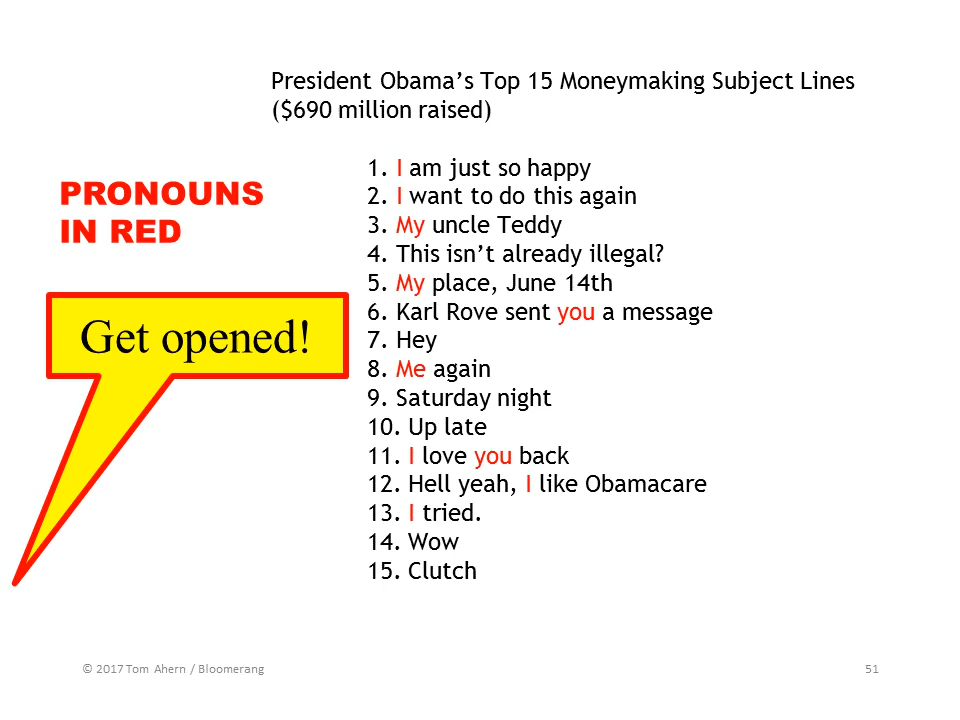 President Obama’s Top 15 Moneymaking Subject Lines
($690 million raised)
PRONOUNS
IN RED
Get opened!
1. I am just so happy
2. I want to do this again
3. My uncle Teddy
4. This isn’t already illegal?
5. My place, June 14th
6. Karl Rove sent you a message
7. Hey
8. Me again
9. Saturday night
10. Up late
11. I love you back
12. Hell yeah, I like Obamacare
13. I tried.
14. Wow
15. Clutch
© 2017 Tom Ahern / Bloomerang
51